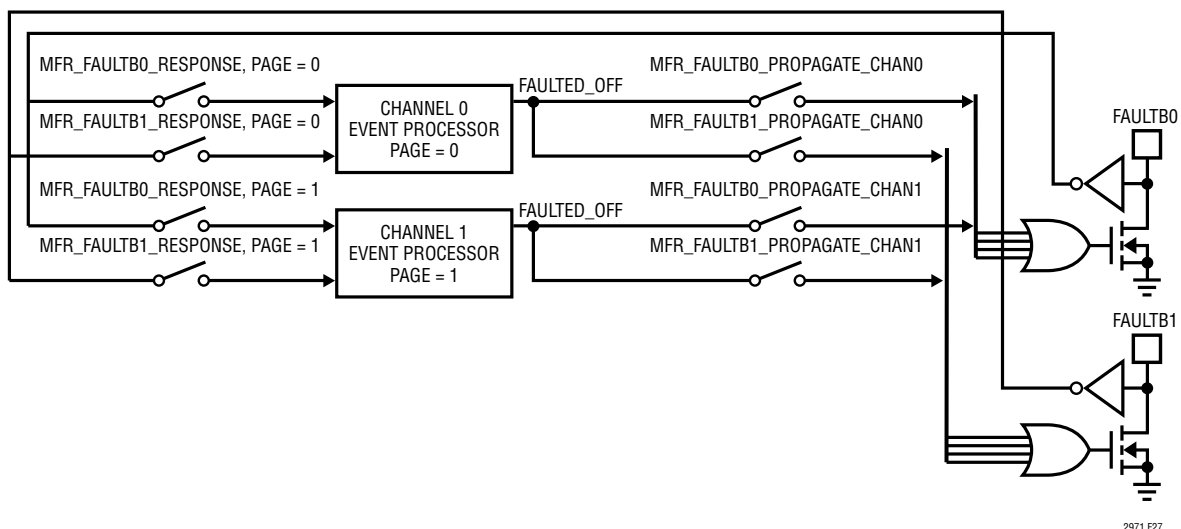 MFR_FAULTB0_RESPONSE, PAGE = 0
MFR_FAULTB1_RESPONSE, PAGE = 0
CHANNEL 0
EVENT PROCESSOR
PAGE = 0
FAULTED_OFF
MFR_FAULTB0_PROPAGATE_CHAN0
MFR_FAULTB1_PROPAGATE_CHAN0
FAULTB0
MFR_FAULTB0_RESPONSE, PAGE = 1
MFR_FAULTB1_RESPONSE, PAGE = 1
CHANNEL 1
EVENT PROCESSOR
PAGE = 1
FAULTED_OFF
MFR_FAULTB0_PROPAGATE_CHAN1
MFR_FAULTB1_PROPAGATE_CHAN1
FAULTB1
2971 F27